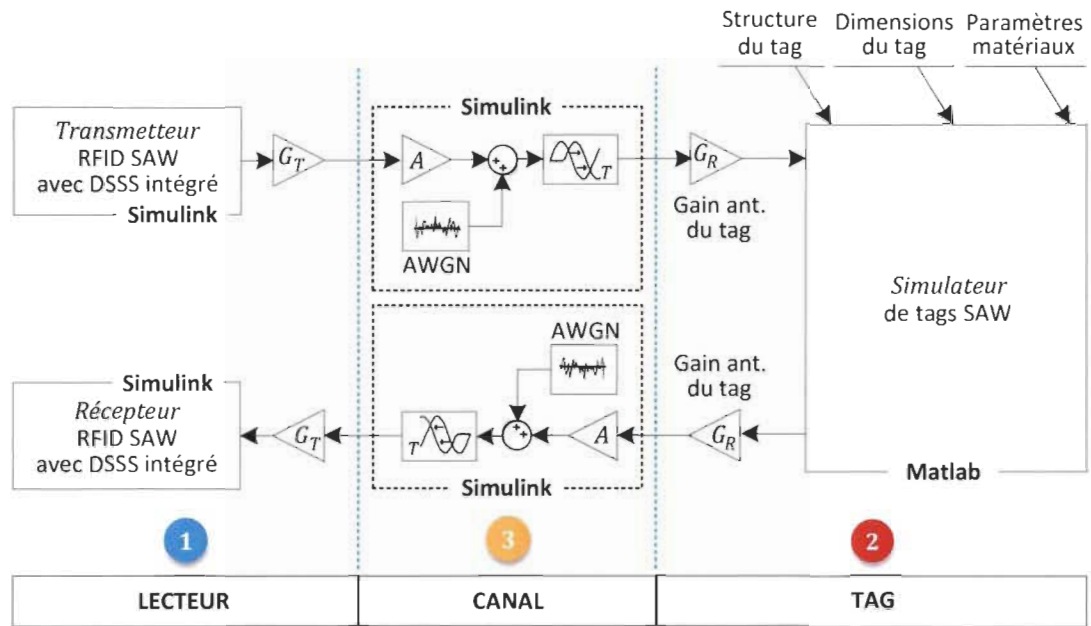 Structure
du tag
Dimensions
du tag
Paramètres
matériaux
Transmetteur
RFID SAW
avec DSSS intégré
Simulink
G_T
Simulink
A
+
+
T
AWGN
G_R
Gain ant.
du tag
Simulateur
de tags SAW
Matlab
AWGN
Gain ant.
du tag
Simulink
Récepteur
RFID SAW
avec DSSS intégré
G_T
T
+
+
A
G_R
Simulink
1
3
2
LECTEUR
CANAL
TAG